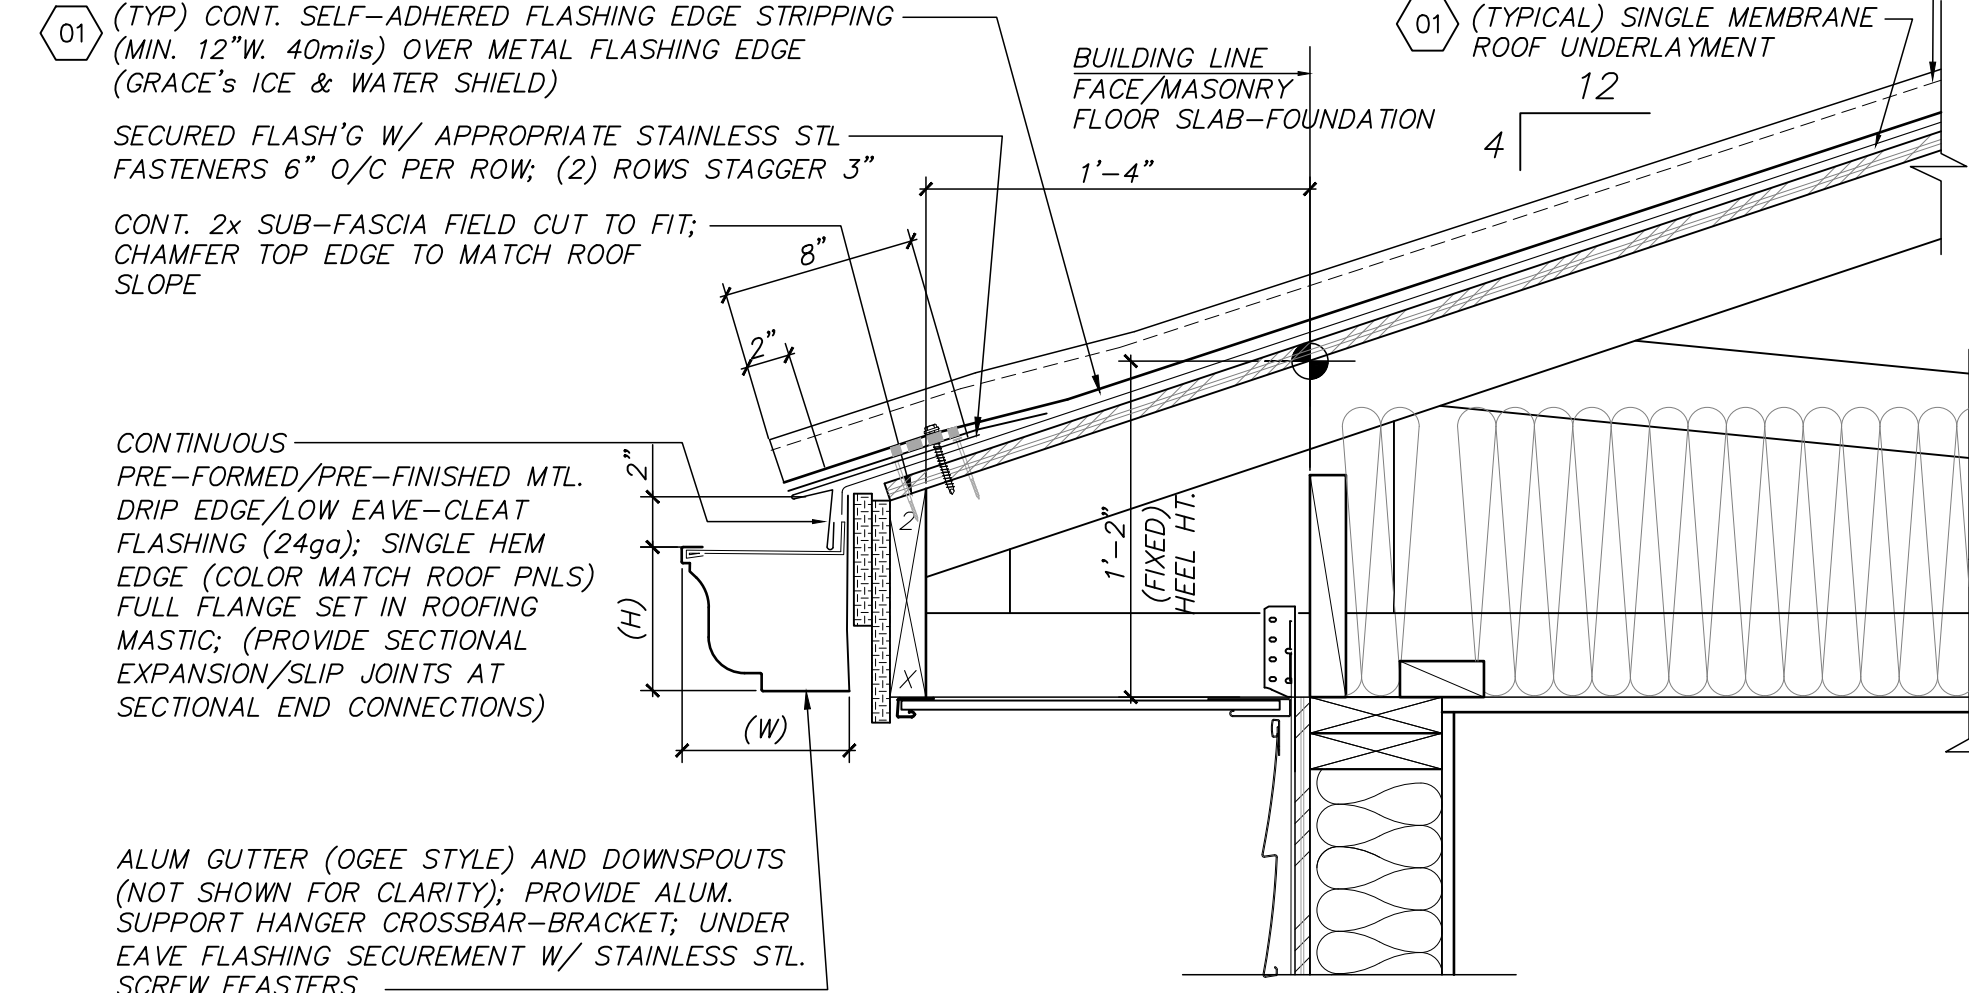 01
(TYP) CONT. SELF-ADHERED FLASHING EDGE STRIPPING
(MIN. 12"W. 40mils) OVER METAL FLASHING EDGE
(GRACE's ICE & WATER SHIELD)
SECURED FLASH'G W/ APPROPRIATE STAINLESS STL
FASTENERS 6" O/C PER ROW; (2) ROWS STAGGER 3"
CONT. 2x SUB-FASCIA FIELD CUT TO FIT;
CHAMFER TOP EDGE TO MATCH ROOF
SLOPE
BUILDING LINE
FACE/MASONRY
FLOOR SLAB-FOUNDATION
01
(TYPICAL) SINGLE MEMBRANE
ROOF UNDERLAYMENT
12
4
1'-4"
8"
2"
CONTINUOUS
PRE-FORMED/PRE-FINISHED MTL.
DRIP EDGE/LOW EAVE-CLEAT
FLASHING (24ga); SINGLE HEM
EDGE (COLOR MATCH ROOF PNLS)
FULL FLANGE SET IN ROOFING
MASTIC; (PROVIDE SECTIONAL
EXPANSION/SLIP JOINTS AT
SECTIONAL END CONNECTIONS)
2"
(H)
(W)
2
X
1'-2"
(FIXED)
HEEL HT.
ALUM GUTTER (OGEE STYLE) AND DOWNSPOUTS
(NOT SHOWN FOR CLARITY); PROVIDE ALUM.
SUPPORT HANGER CROSSBAR-BRACKET; UNDER
EAVE FLASHING SECUREMENT W/ STAINLESS STL.
SCREW FEASTERS